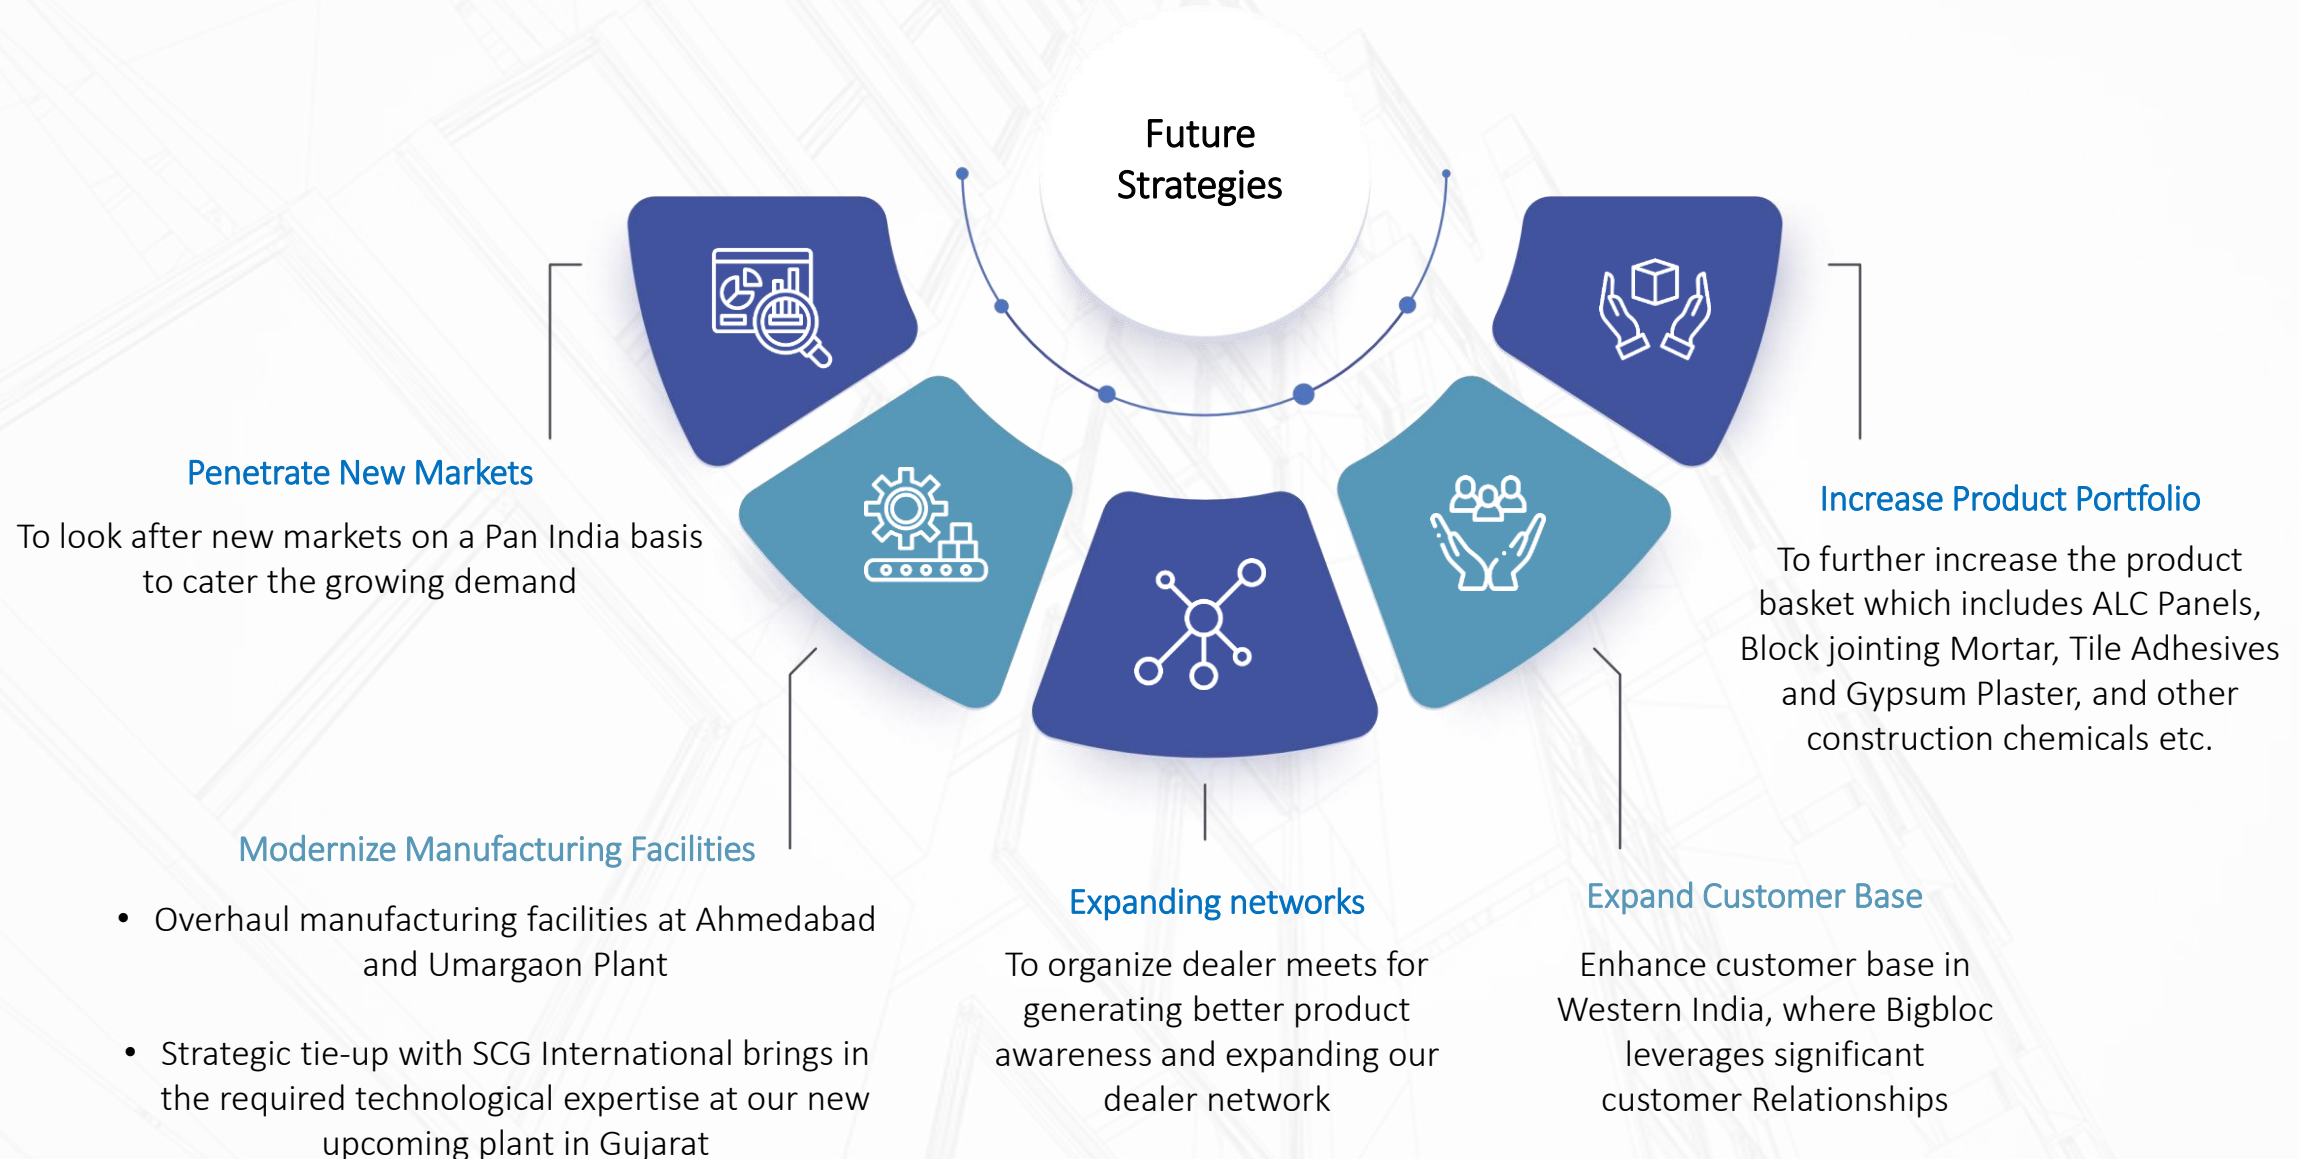 Future
Strategies
Penetrate New Markets
To look after new markets on a Pan India basis
to cater the growing demand
Modernize Manufacturing Facilities
• Overhaul manufacturing facilities at Ahmedabad
and Umargaon Plant
• Strategic tie-up with SCG International brings in
the required technological expertise at our new
upcoming plant in Gujarat
Expanding networks
To organize dealer meets for
generating better product
awareness and expanding our
dealer network
Expand Customer Base
Enhance customer base in
Western India, where Bigbloc
leverages significant
customer Relationships
Increase Product Portfolio
To further increase the product
basket which includes ALC Panels,
Block jointing Mortar, Tile Adhesives
and Gypsum Plaster, and other
construction chemicals etc.